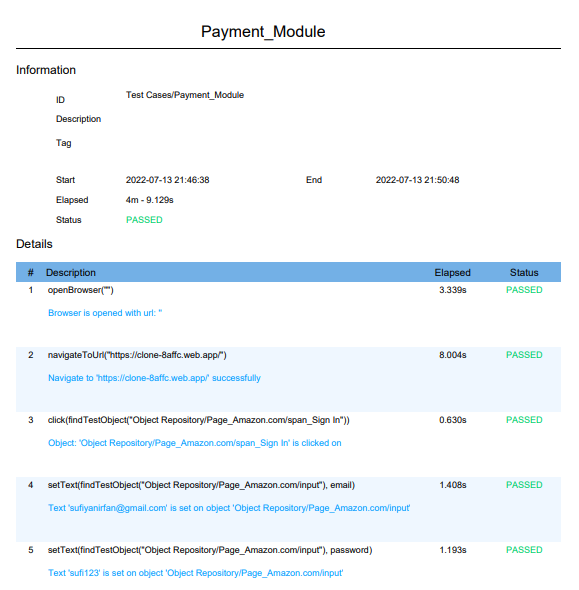 Payment_Module
Information
ID Test Cases/Payment_Module
Description
Tag
Start 2022-07-13 21:46:38 End 2022-07-13 21:50:48
Elapsed 4m - 9.129s
Status PASSED
Details
# Description Elapsed Status
1 openBrowser("") 3.339s PASSED
Browser is opened with url: ''
2 navigateToUrl("https://clone-8affc.web.app/") 8.004s PASSED
Navigate to 'https://clone-8affc.web.app/' successfully
3 click(findTestObject("Object Repository/Page_Amazon.com/span_Sign In")) 0.630s PASSED
Object: 'Object Repository/Page_Amazon.com/span_Sign In' is clicked on
4 setText(findTestObject("Object Repository/Page_Amazon.com/input"), email) 1.408s PASSED
Text 'sufiyanirfan@gmail.com' is set on object 'Object Repository/Page_Amazon.com/input'
5 setText(findTestObject("Object Repository/Page_Amazon.com/input"), password) 1.193s PASSED
Text 'sufi123' is set on object 'Object Repository/Page_Amazon.com/input'